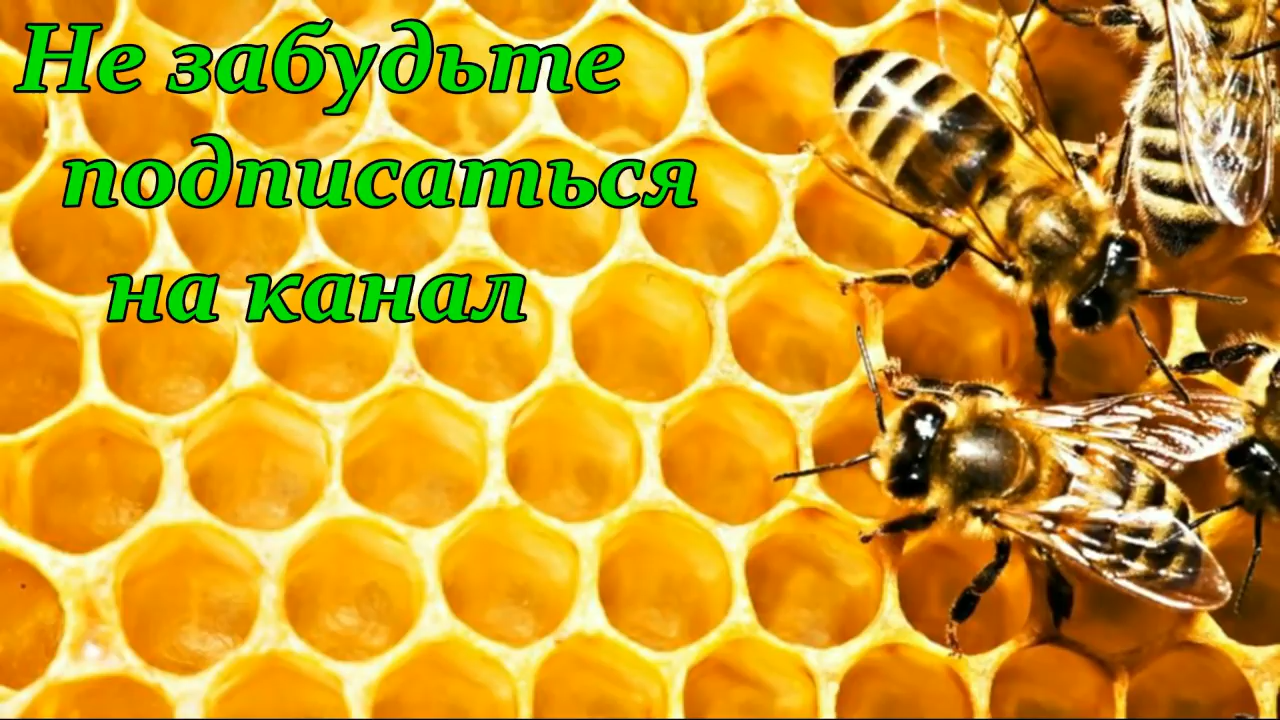 Не забудьте
подписаться
на канал